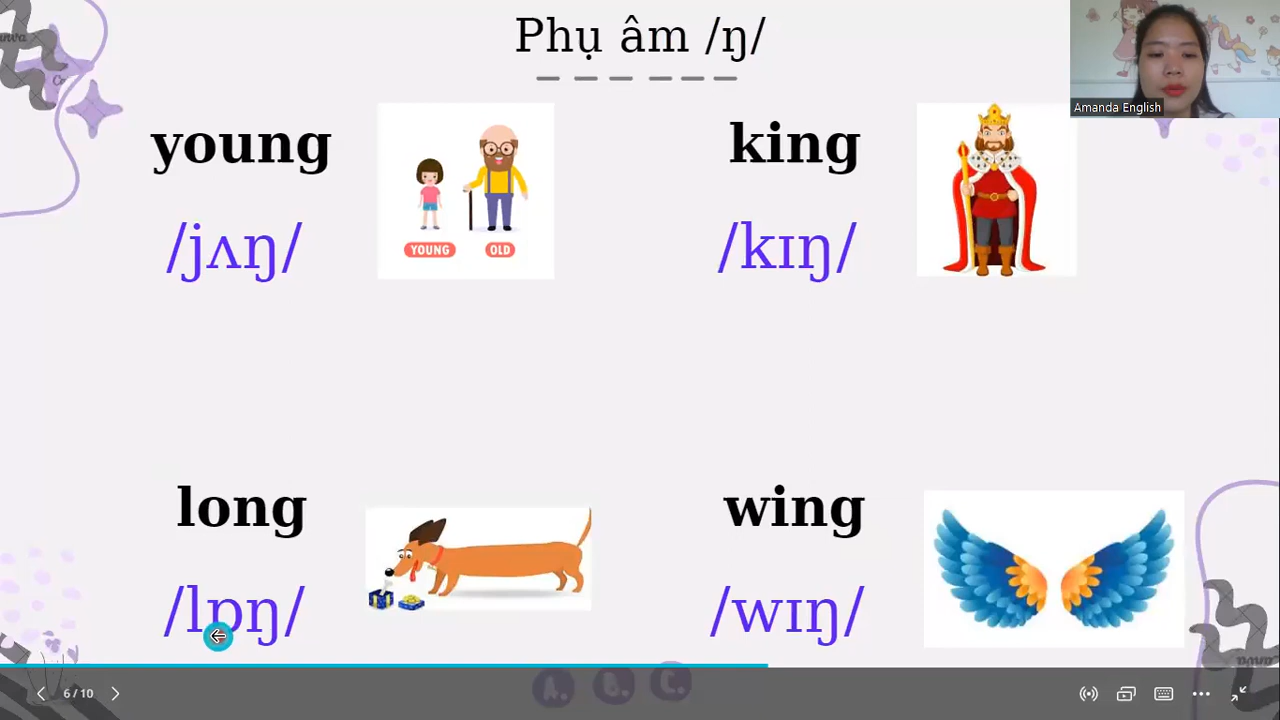 Phụ âm /ŋ/
Amanda English
young
/jʌŋ/
YOUNG OLD
king
/kɪŋ/
long
/lɒŋ/
wing
/wɪŋ/
A. B. C.
6 / 10